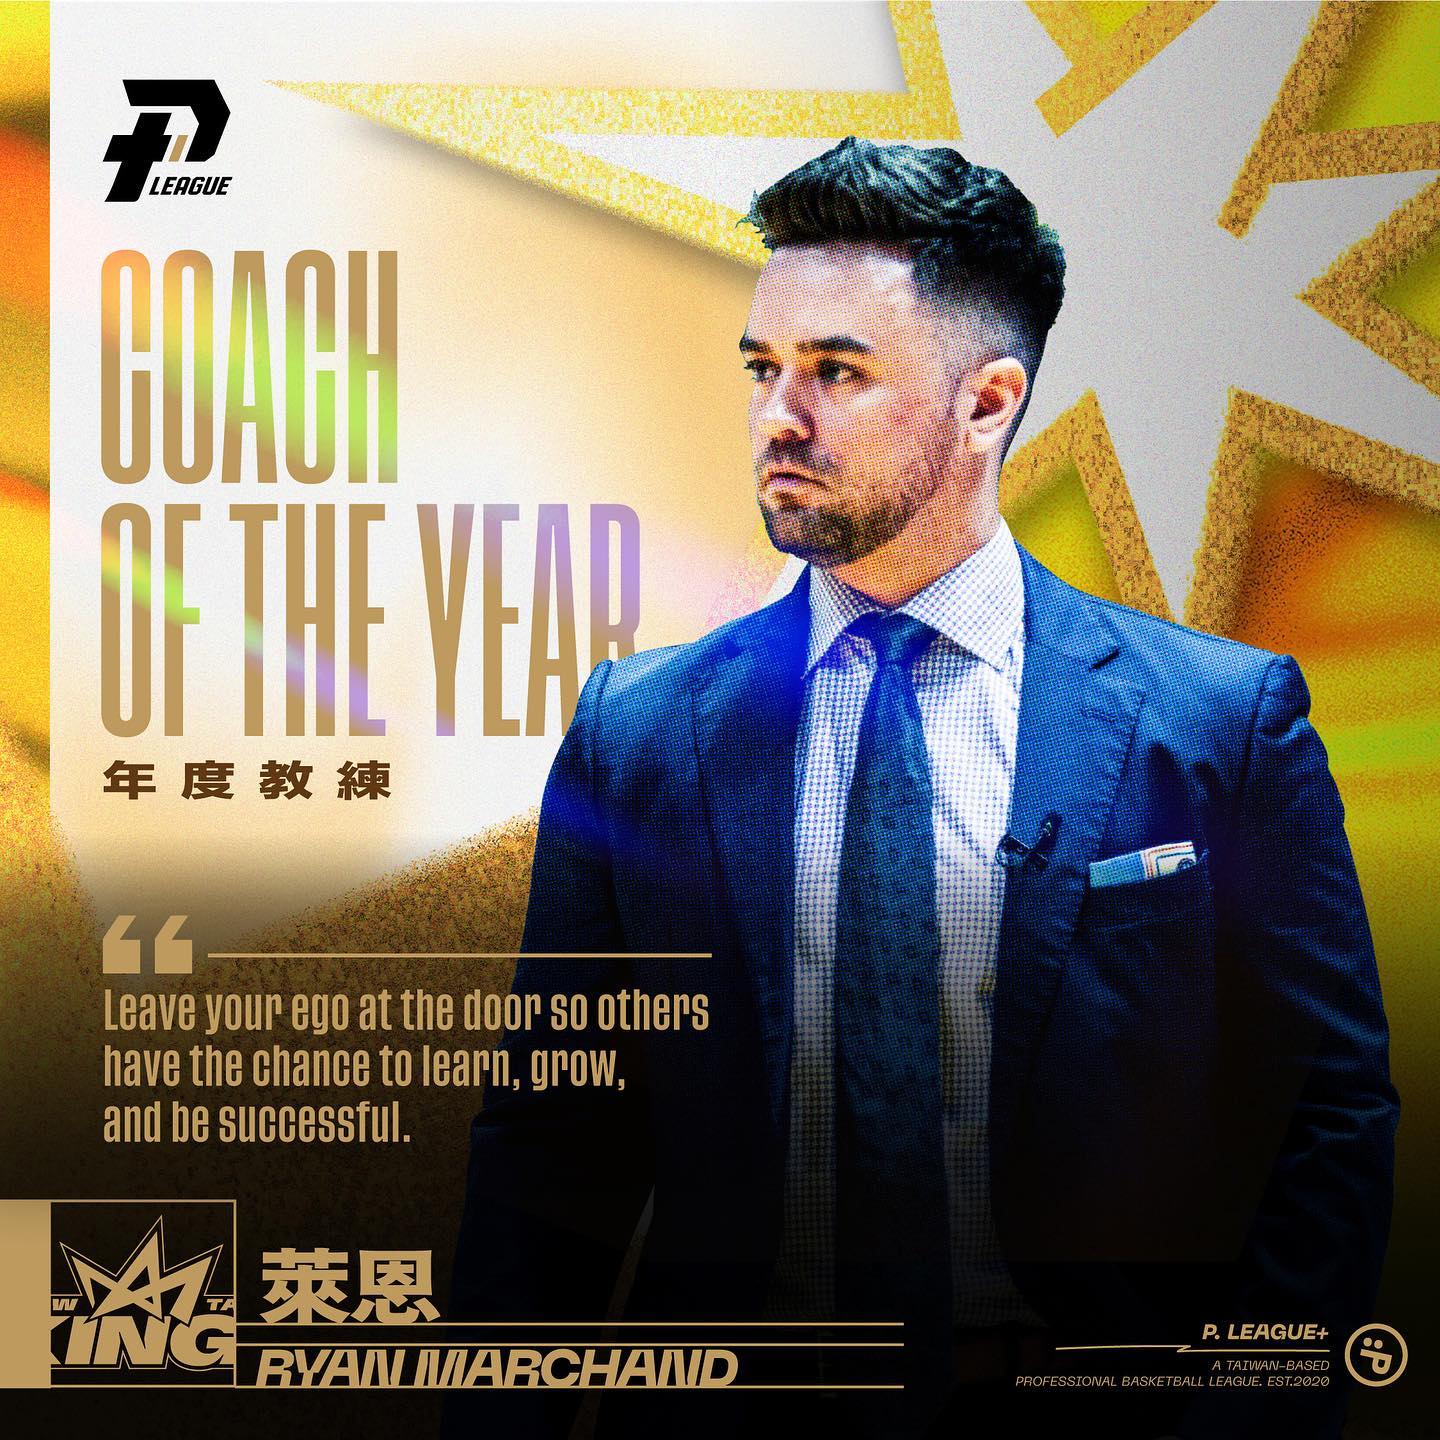 P+
LEAGUE
COACH
OF THE YEAR
年度教練
“
Leave your ego at the door so others
have the chance to learn, grow,
and be successful.
W TA
KING
萊恩
RYAN MARCHAND
P. LEAGUE+
A TAIWAN-BASED
PROFESSIONAL BASKETBALL LEAGUE. EST.2020